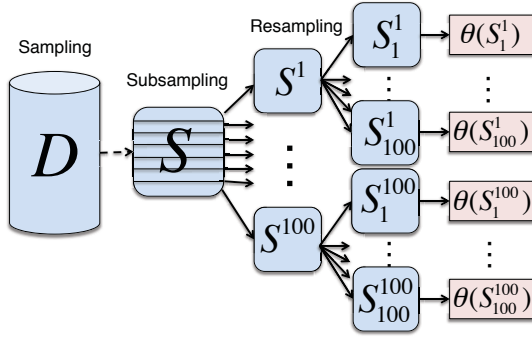 Sampling
Subsampling
Resampling
D
S
S^1
S^100
S_1^1
S_100^1
S_1^100
S_100^100
θ(S_1^1)
θ(S_100^1)
θ(S_1^100)
θ(S_100^100)